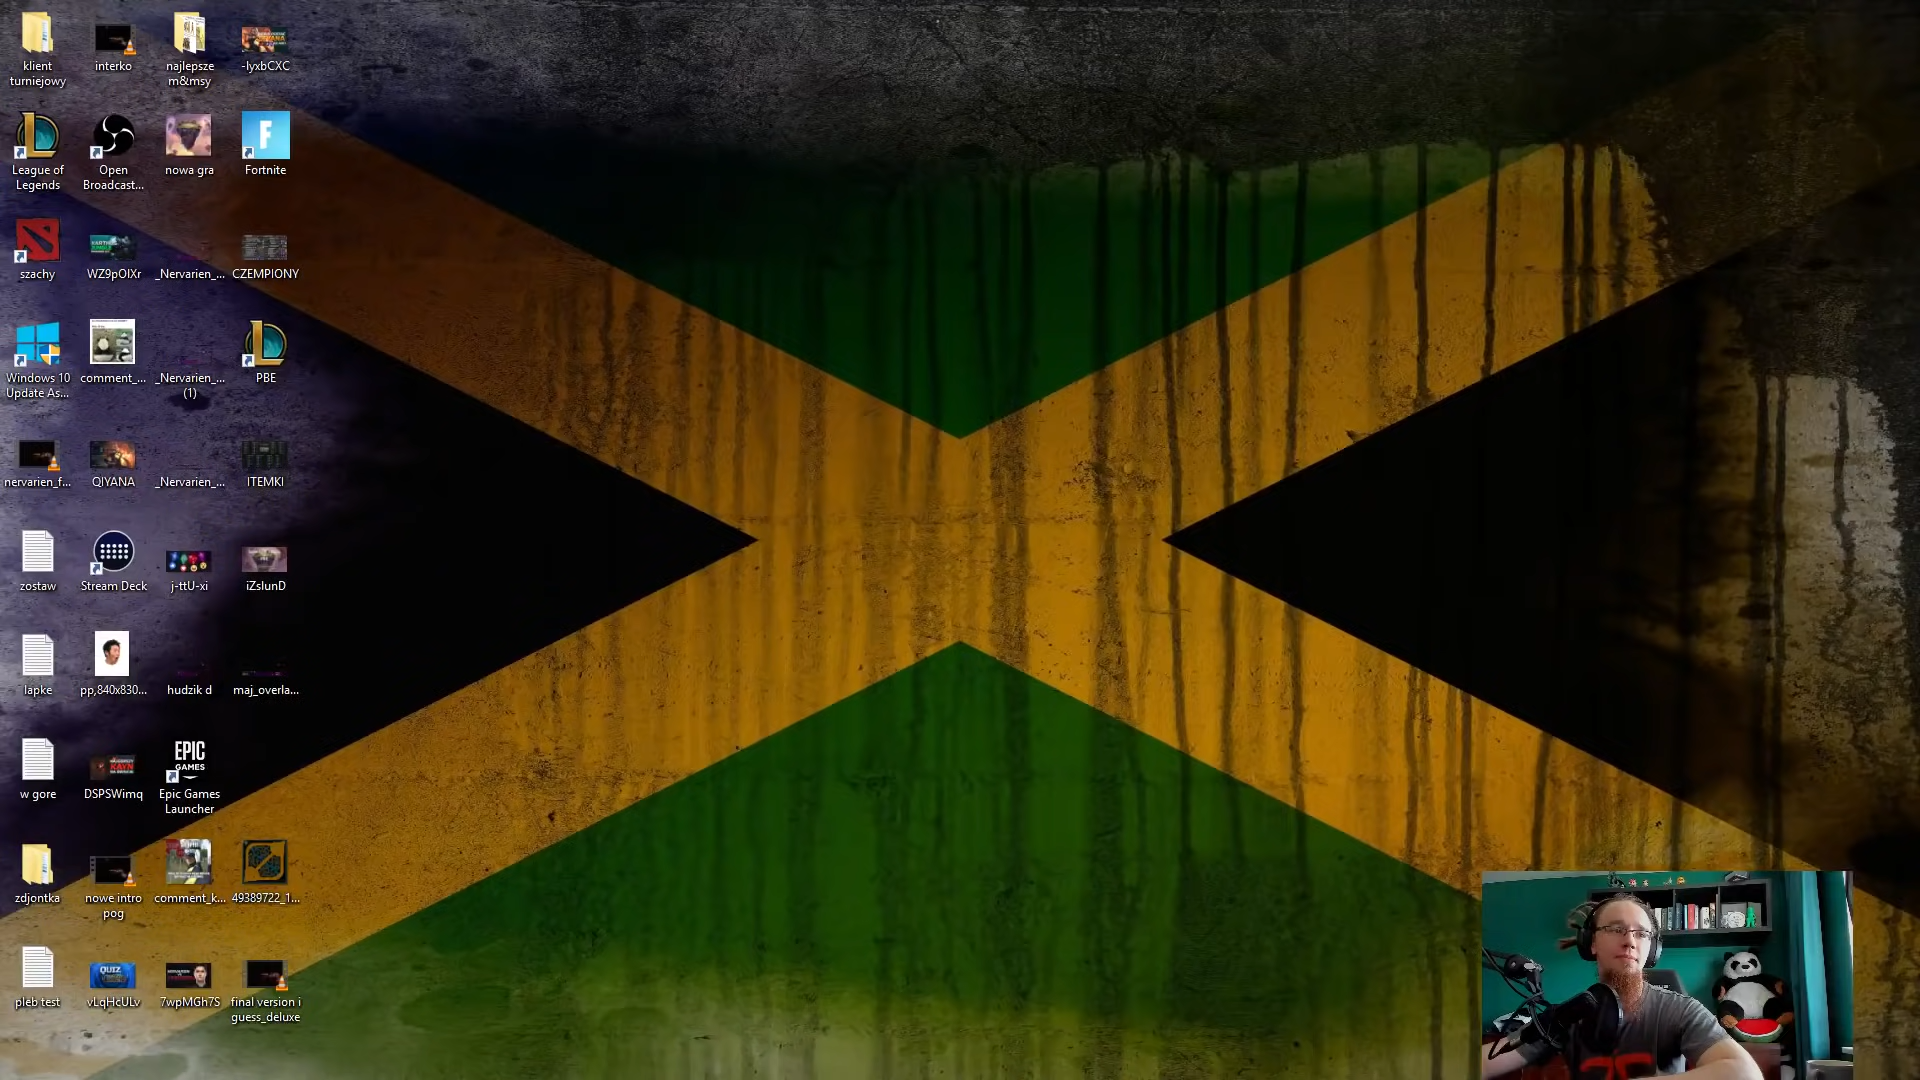 klient
turniejowy
interko
najlepsze
m&msy
-IyxbCXC
League of
Legends
Open
Broadcast...
nowa gra
F
Fortnite
szachy
WZ9pOIXr
_Nervarien_...
CZEMPIONY
Windows 10
Update As...
comment_...
_Nervarien_...
(1)
PBE
nervarien_f...
QIYANA
_Nervarien_...
ITEMKI
zostaw
Stream Deck
j-ttU-xi
iZsIunD
lapke
pp,840x830...
hudzik d
maj_overla...
w gore
DSPSWimq
EPIC
GAMES
Epic Games
Launcher
zdjontka
nowe intro
pog
comment_k...
49389722_1...
pleb test
QUIZ
vLqHcULv
7wpMGh7S
final version i
guess_deluxe